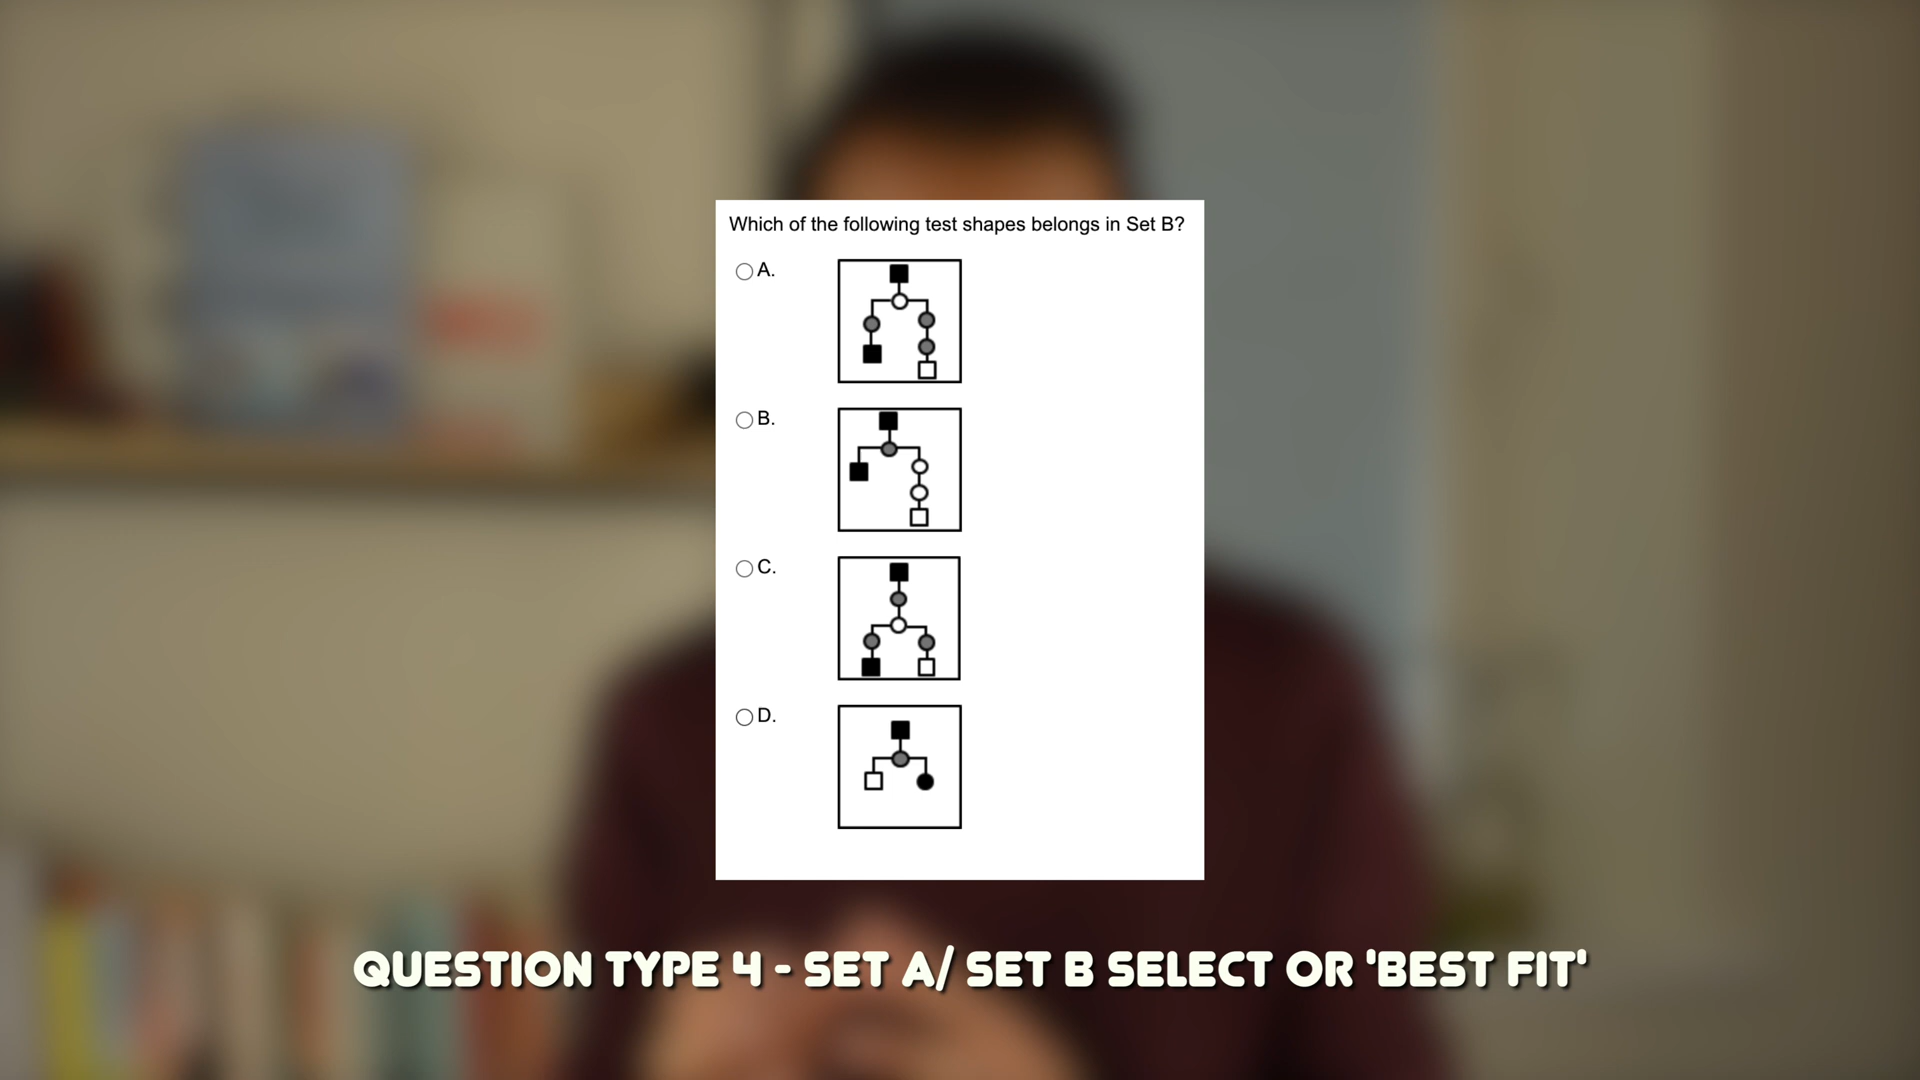 Which of the following test shapes belongs in Set B?
A.
B.
C.
D.
QUESTION TYPE 4 - SET A/ SET B SELECT OR 'BEST FIT'